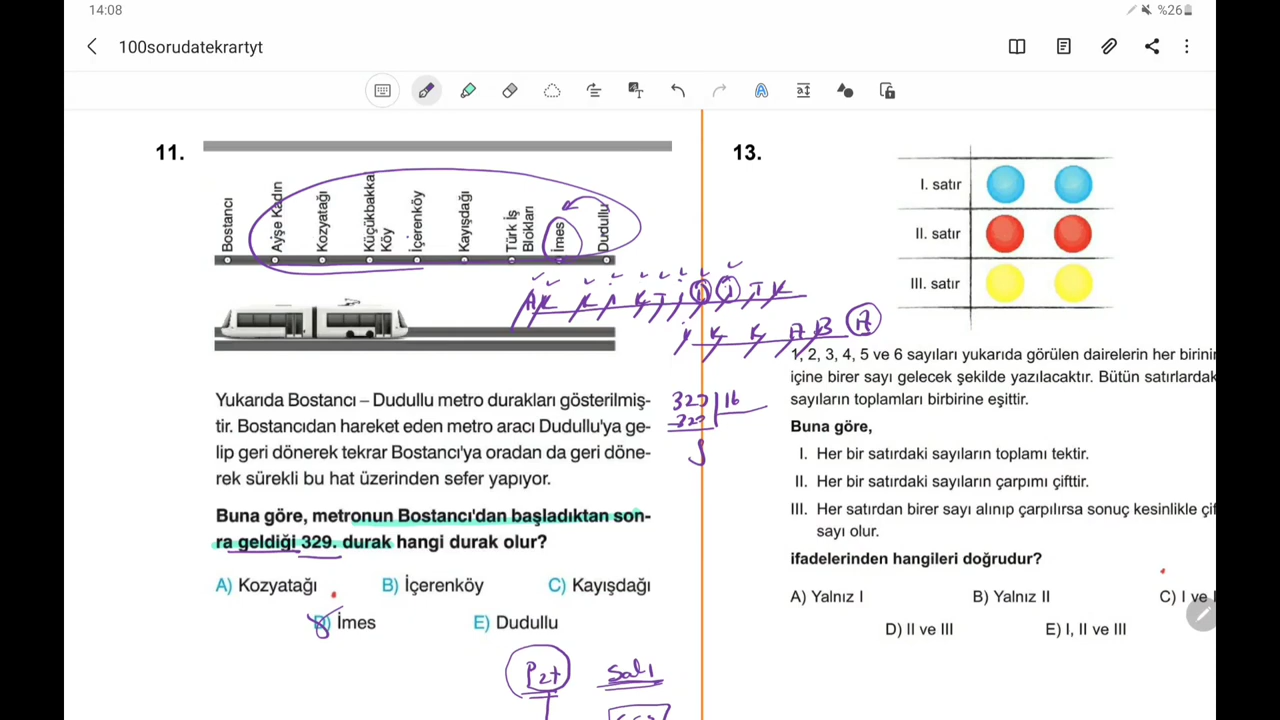 14:08
%26
100sorudatekrartyt
11.
Bostancı
Ayşe Kadın
Kozyatağı
Küçükbakkal
Köy
İçerenköy
Kayışdağı
Türk İş
Blokları
İmes
Dudullu
Yukarıda Bostancı – Dudullu metro durakları gösterilmiş-
tir. Bostancıdan hareket eden metro aracı Dudullu'ya ge-
lip geri dönerek tekrar Bostancı'ya oradan da geri döne-
rek sürekli bu hat üzerinden sefer yapıyor.
Buna göre, metronun Bostancı'dan başladıktan son-
ra geldiği 329. durak hangi durak olur?
A) Kozyatağı
B) İçerenköy
C) Kayışdağı
D) İmes
E) Dudullu
320 | 16
320
Pzt
Salı
13.
I. satır
II. satır
III. satır
1, 2, 3, 4, 5 ve 6 sayıları yukarıda görülen dairelerin her birinin
içine birer sayı gelecek şekilde yazılacaktır. Bütün satırlardak
sayıların toplamları birbirine eşittir.
Buna göre,
I. Her bir satırdaki sayıların toplamı tektir.
II. Her bir satırdaki sayıların çarpımı çifttir.
III. Her satırdan birer sayı alınıp çarpılırsa sonuç kesinlikle çif
sayı olur.
ifadelerinden hangileri doğrudur?
A) Yalnız I
B) Yalnız II
C) I ve I
D) II ve III
E) I, II ve III